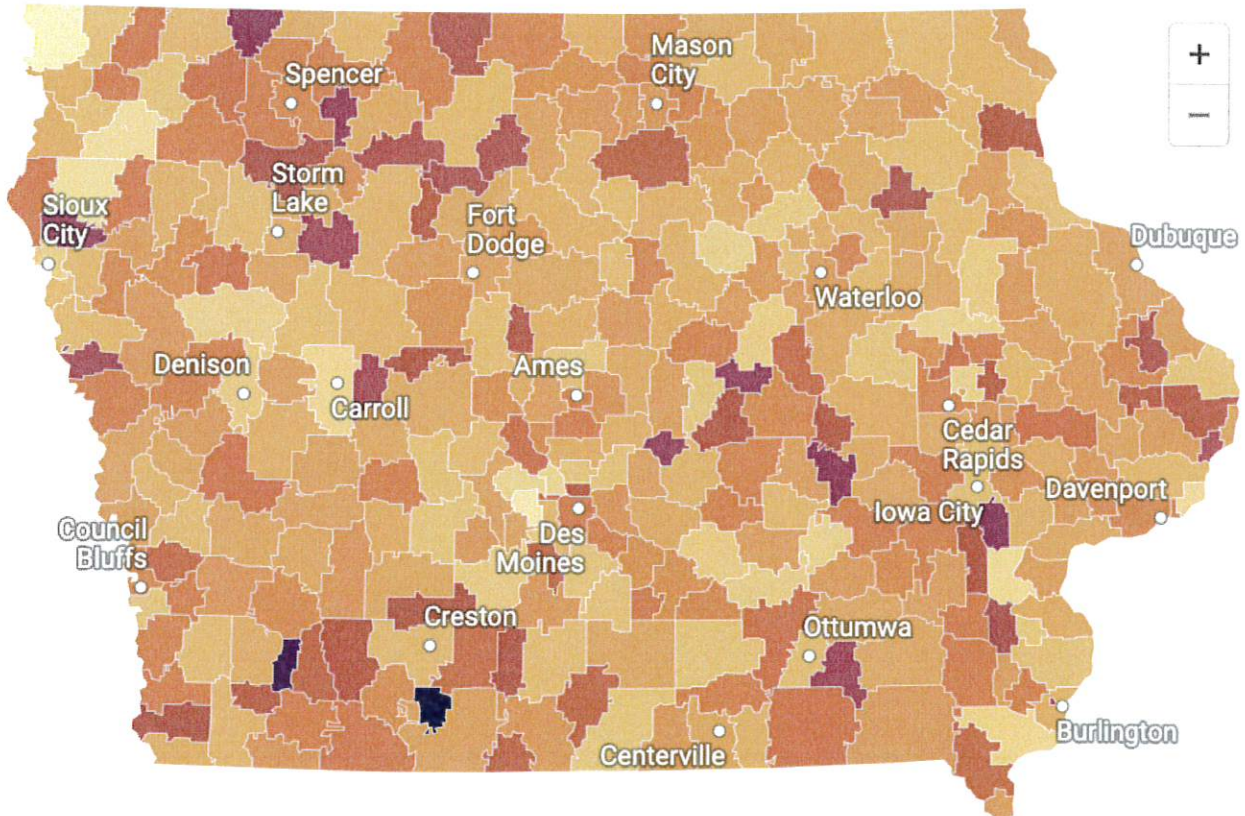 Mason
City
+
Spencer
−
Storm
Lake
Sioux
City
Fort
Dodge
Dubuque
Waterloo
Denison
Ames
Carroll
Cedar
Rapids
Davenport
Iowa City
Council
Bluffs
Des
Moines
Creston
Ottumwa
Burlington
Centerville